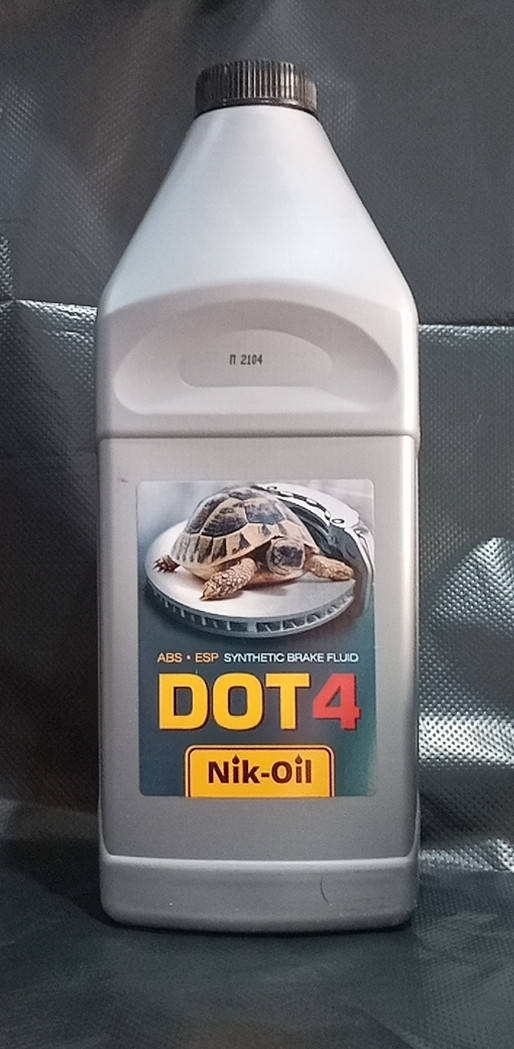 П 2104
ABS • ESP SYNTHETIC BRAKE FLUID
DOT4
Nik-Oil